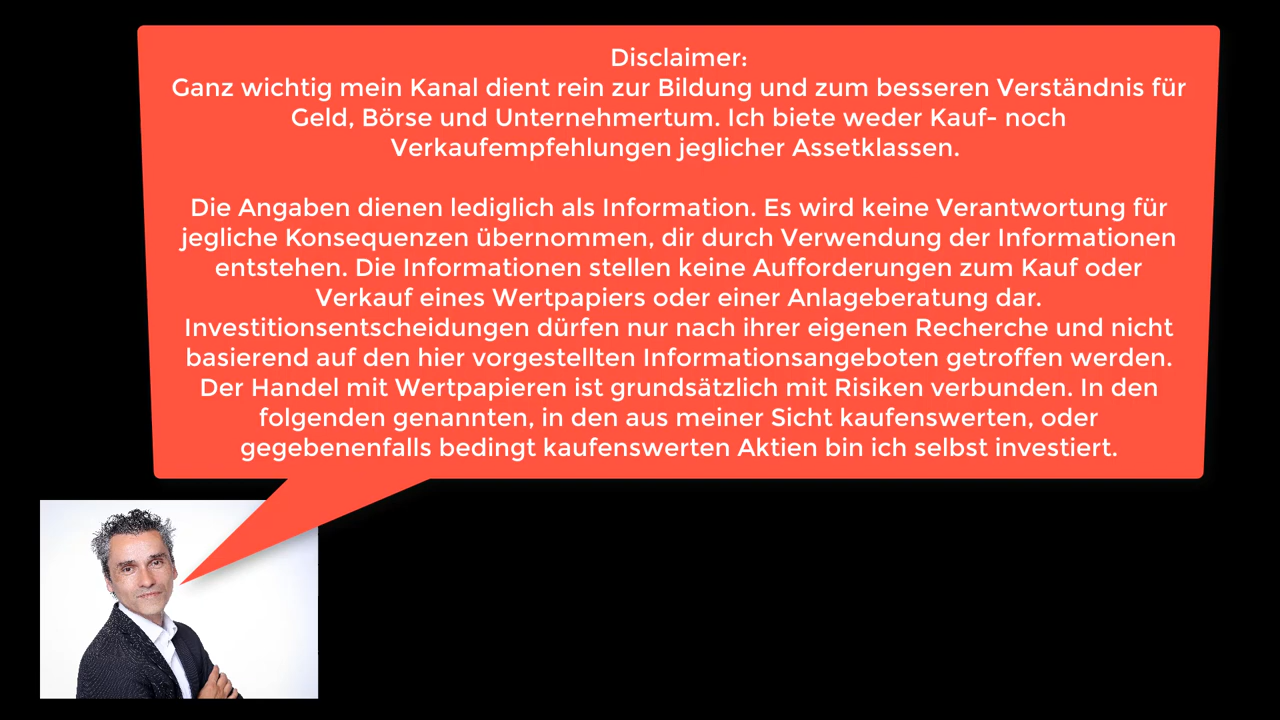 Disclaimer:
Ganz wichtig mein Kanal dient rein zur Bildung und zum besseren Verständnis für
Geld, Börse und Unternehmertum. Ich biete weder Kauf- noch
Verkaufempfehlungen jeglicher Assetklassen.
Die Angaben dienen lediglich als Information. Es wird keine Verantwortung für
jegliche Konsequenzen übernommen, dir durch Verwendung der Informationen
entstehen. Die Informationen stellen keine Aufforderungen zum Kauf oder
Verkauf eines Wertpapiers oder einer Anlageberatung dar.
Investitionsentscheidungen dürfen nur nach ihrer eigenen Recherche und nicht
basierend auf den hier vorgestellten Informationsangeboten getroffen werden.
Der Handel mit Wertpapieren ist grundsätzlich mit Risiken verbunden. In den
folgenden genannten, in den aus meiner Sicht kaufenswerten, oder
gegebenenfalls bedingt kaufenswerten Aktien bin ich selbst investiert.